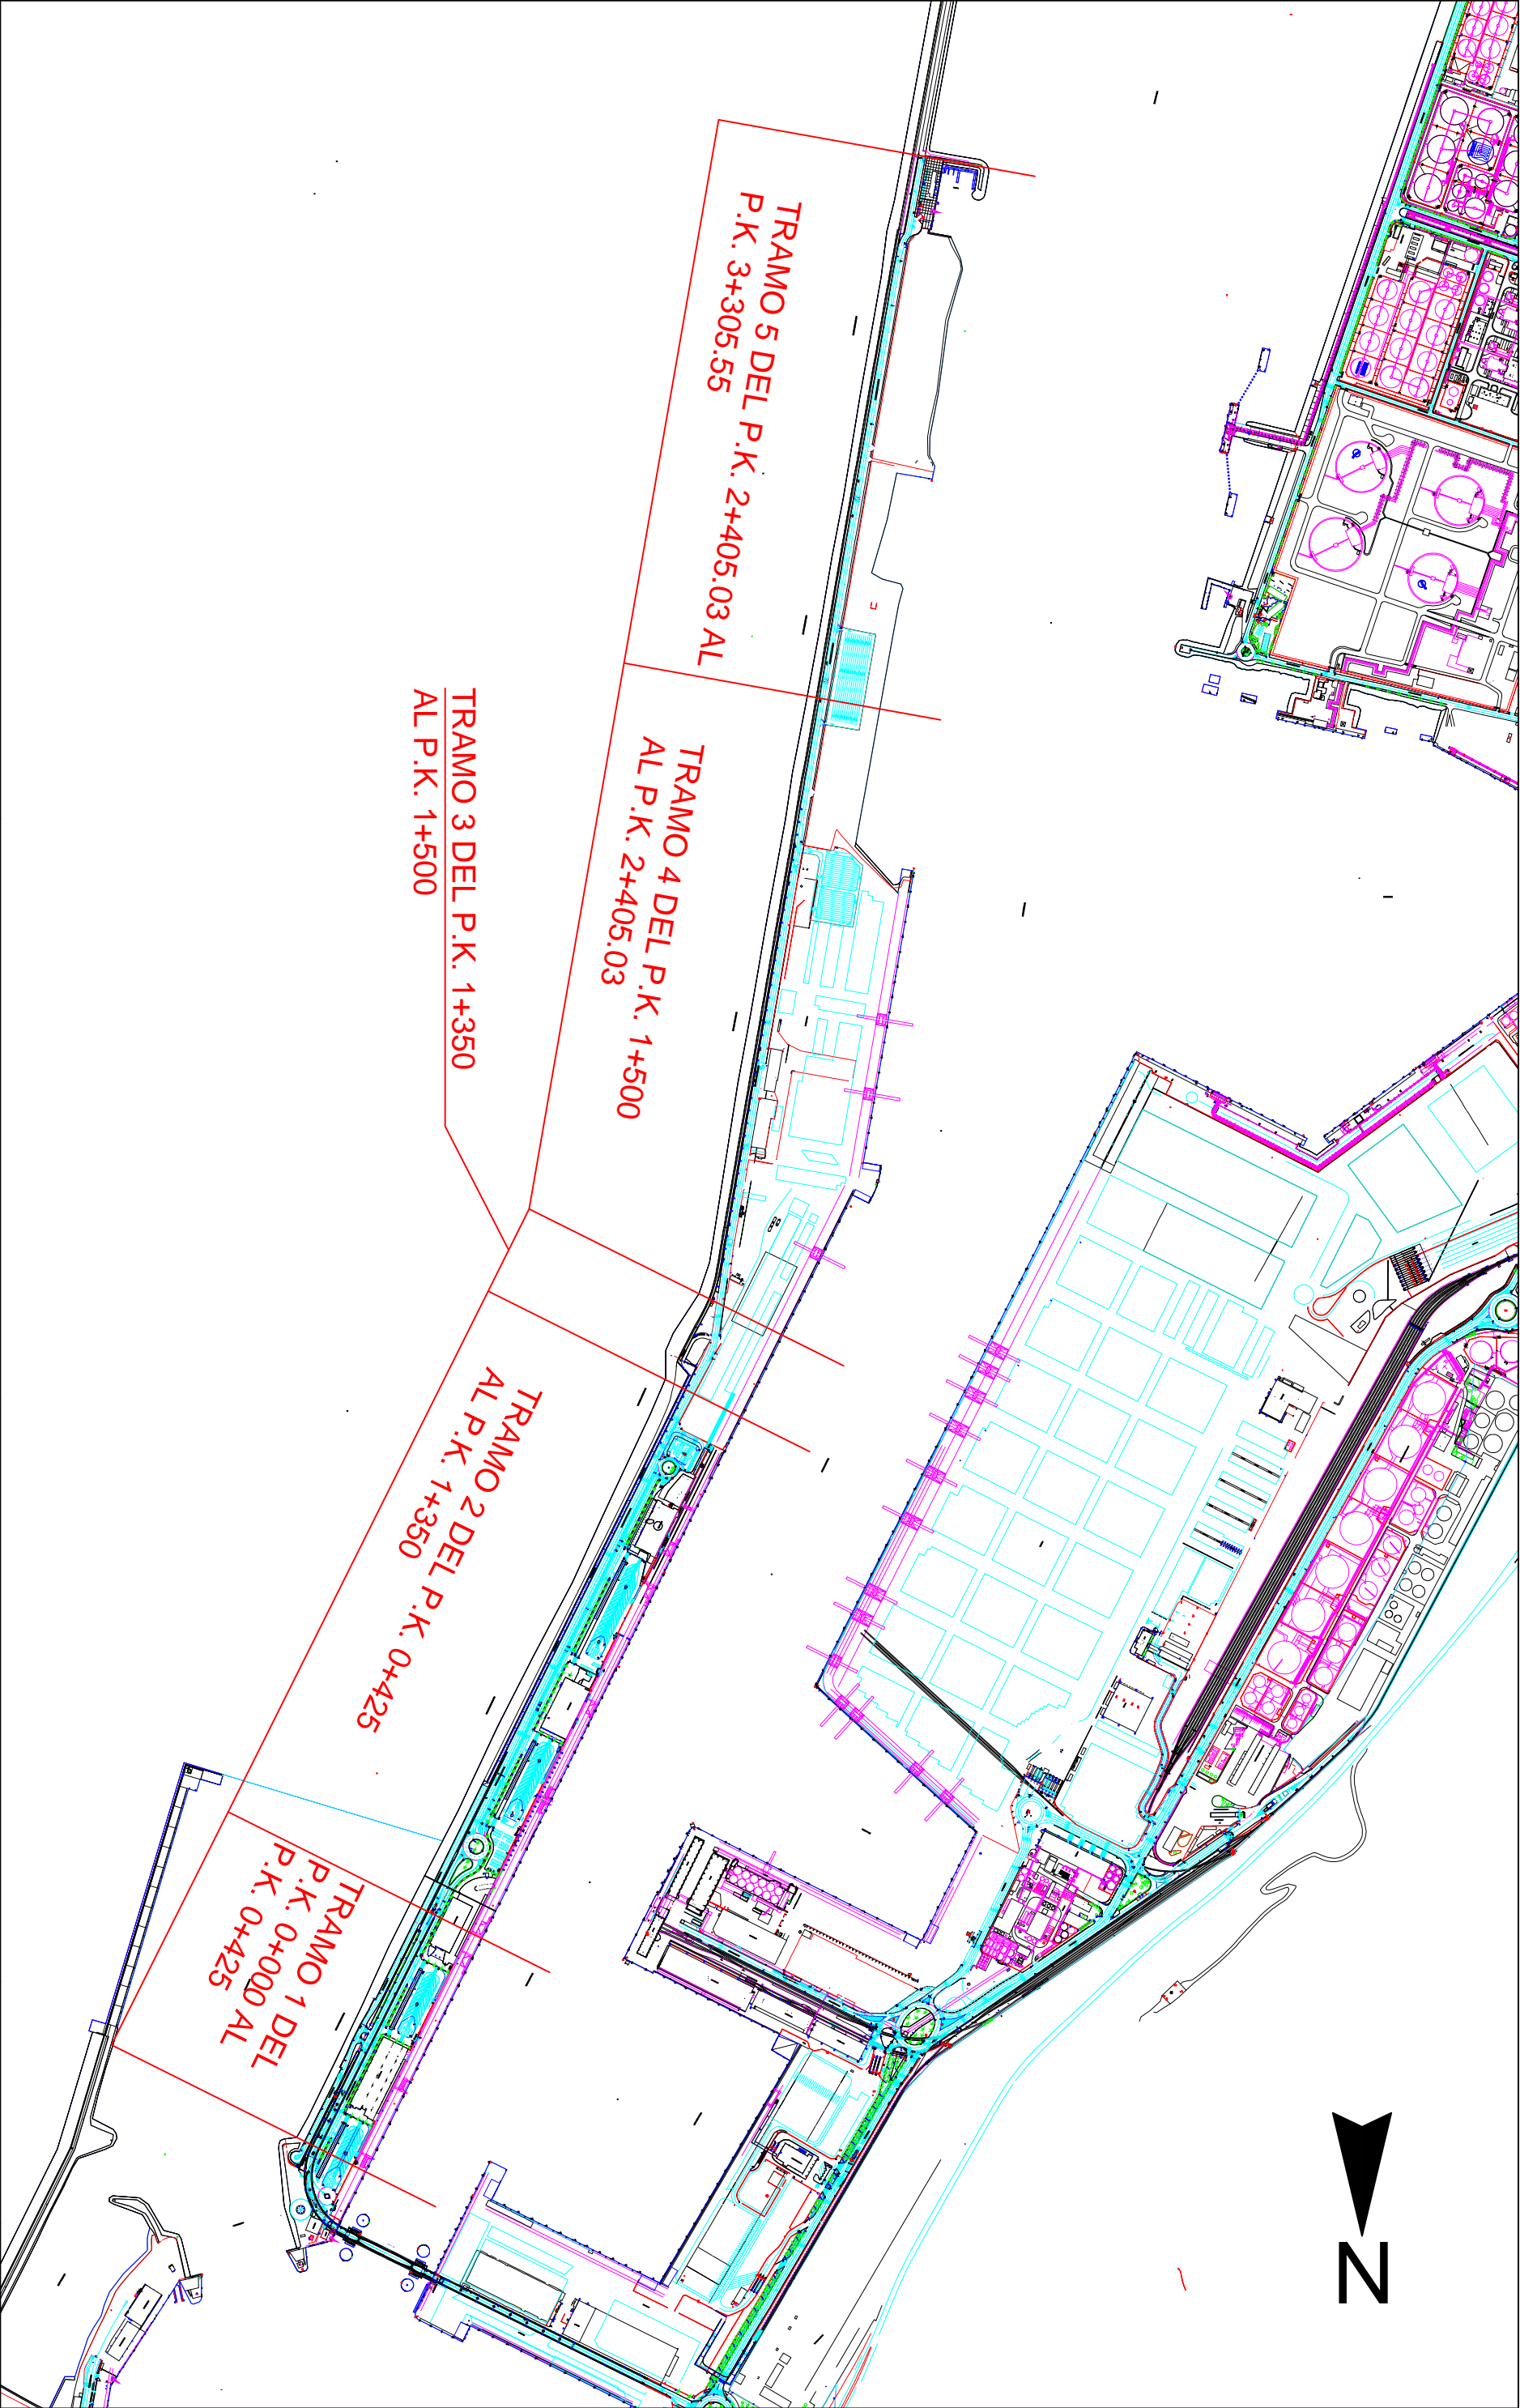 TRAMO 5 DEL P.K. 2+405.03 AL
P.K. 3+305.55
TRAMO 4 DEL P.K. 1+500
AL P.K. 2+405.03
TRAMO 3 DEL P.K. 1+350
AL P.K. 1+500
TRAMO 2 DEL P.K. 0+425
AL P.K. 1+350
TRAMO 1 DEL
P.K. 0+000 AL
P.K. 0+425
N